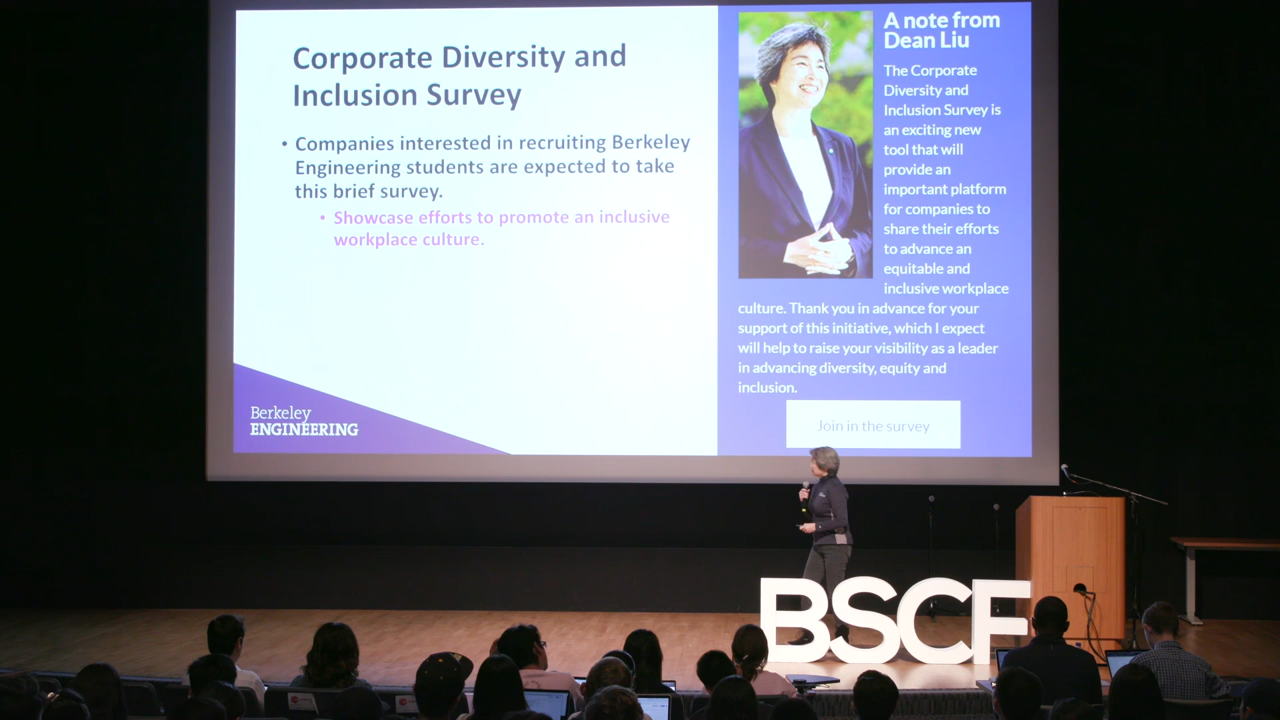 Corporate Diversity and
Inclusion Survey
• Companies interested in recruiting Berkeley
Engineering students are expected to take
this brief survey.
• Showcase efforts to promote an inclusive
workplace culture.
Berkeley
ENGINEERING
A note from
Dean Liu
The Corporate
Diversity and
Inclusion Survey is
an exciting new
tool that will
provide an
important platform
for companies to
share their efforts
to advance an
equitable and
inclusive workplace
culture. Thank you in advance for your
support of this initiative, which I expect
will help to raise your visibility as a leader
in advancing diversity, equity and
inclusion.
Join in the survey
BSCF